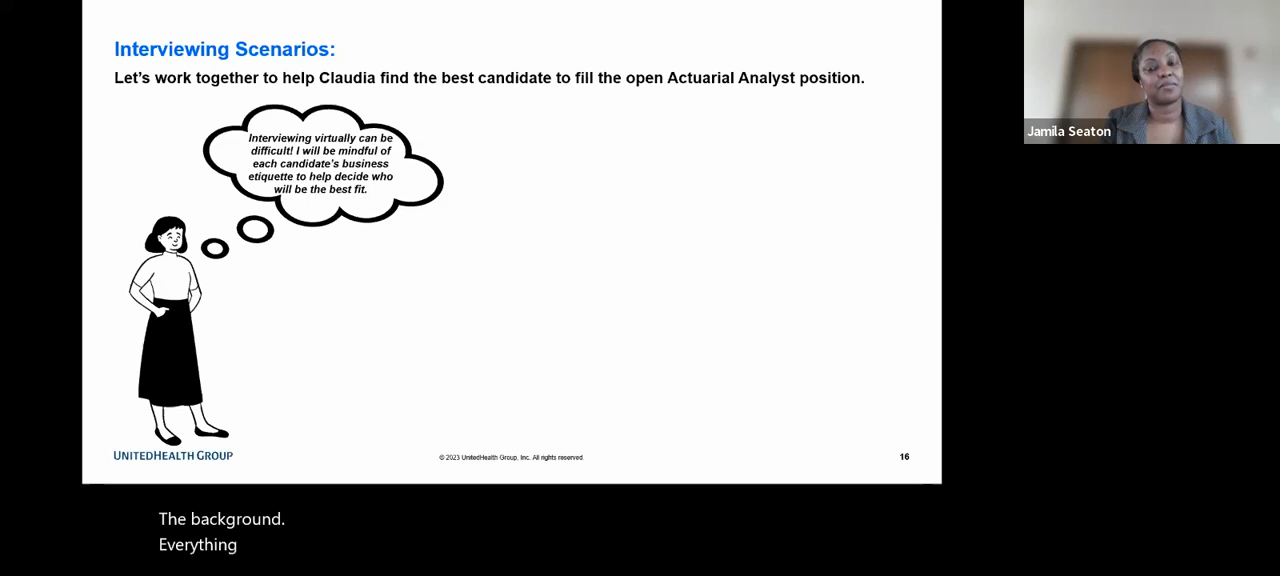 Interviewing Scenarios:
Let's work together to help Claudia find the best candidate to fill the open Actuarial Analyst position.
Interviewing virtually can be
difficult! I will be mindful of
each candidate's business
etiquette to help decide who
will be the best fit.
Jamila Seaton
UNITEDHEALTH GROUP
© 2023 UnitedHealth Group, Inc. All rights reserved.
16
The background.
Everything